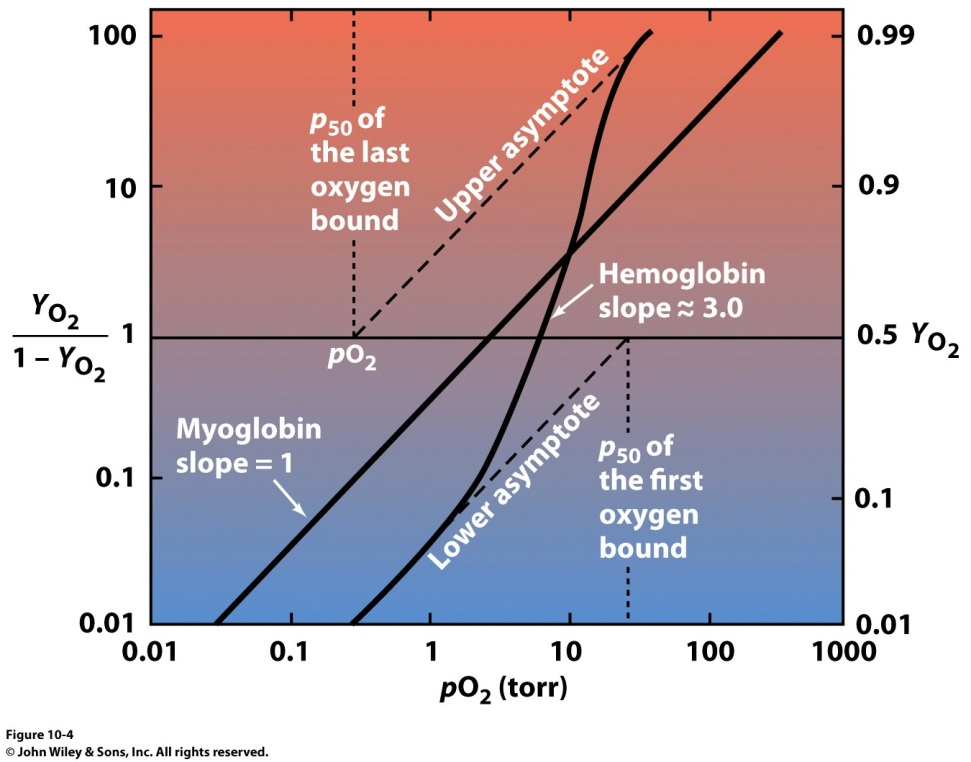 100
10
1
0.1
0.01
YO2
1 – YO2
p50 of
the last
oxygen
bound
Upper asymptote
pO2
Hemoglobin
slope ≈ 3.0
Myoglobin
slope = 1
Lower asymptote
p50 of
the first
oxygen
bound
0.99
0.9
0.5 YO2
0.1
0.01
0.01 0.1 1 10 100 1000
pO2 (torr)
Figure 10-4
© John Wiley & Sons, Inc. All rights reserved.